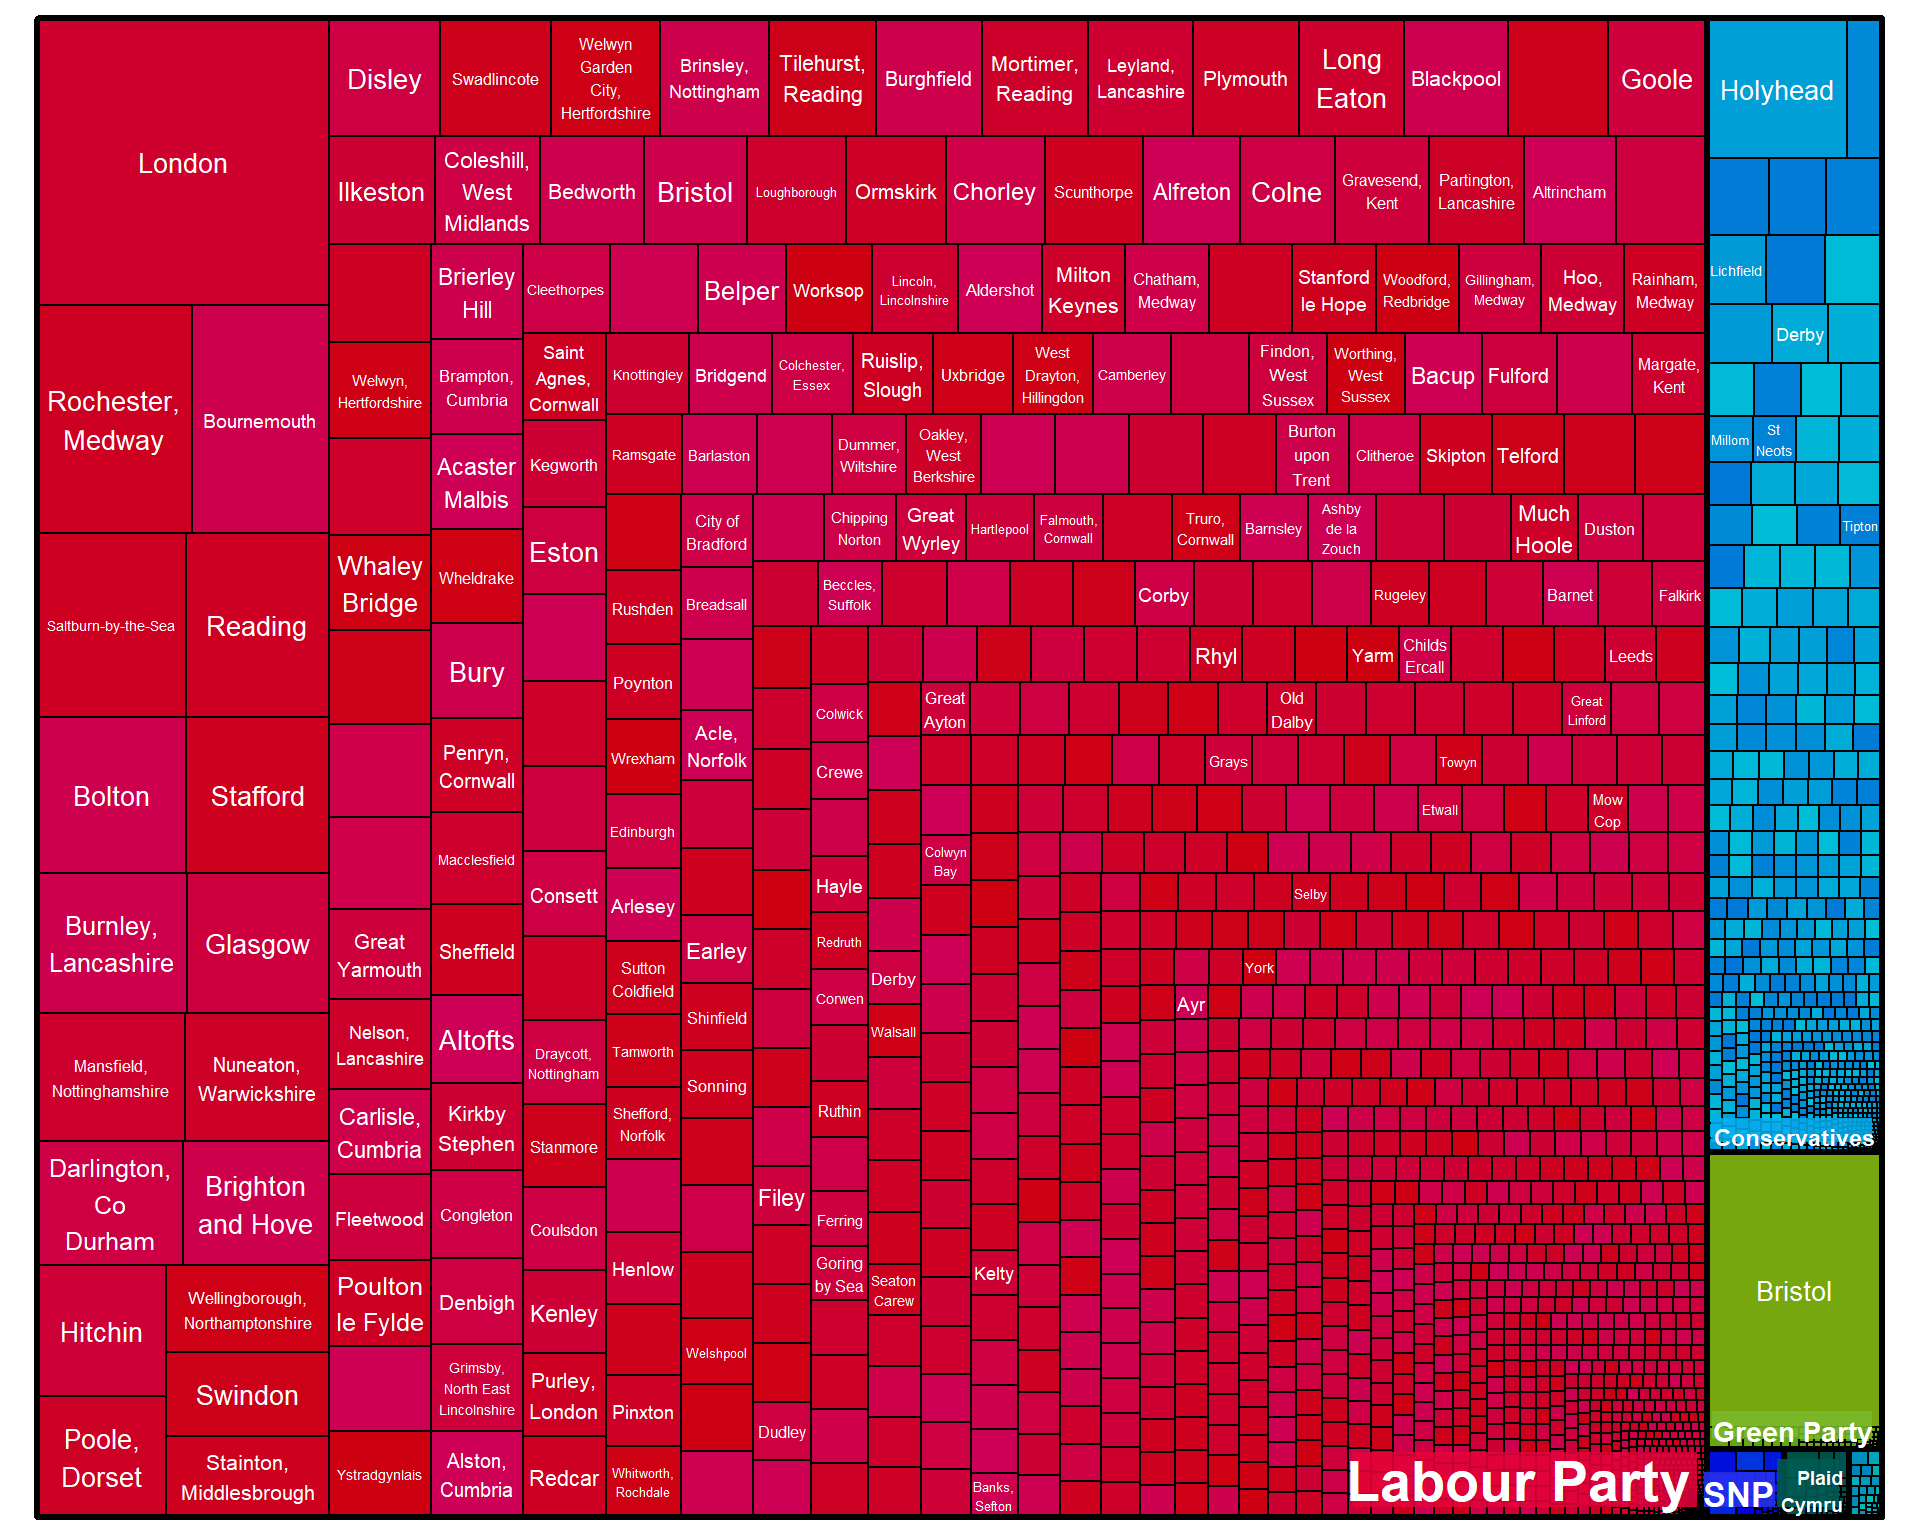 London
Disley
Swadlincote
Welwyn
Garden
City,
Hertfordshire
Brinsley,
Nottingham
Tilehurst,
Reading
Burghfield
Mortimer,
Reading
Leyland,
Lancashire
Plymouth
Long
Eaton
Blackpool
Goole
Holyhead
Ilkeston
Coleshill,
West
Midlands
Bedworth
Bristol
Loughborough
Ormskirk
Chorley
Scunthorpe
Alfreton
Colne
Gravesend,
Kent
Partington,
Lancashire
Altrincham
Brierley
Hill
Cleethorpes
Belper
Worksop
Lincoln,
Lincolnshire
Aldershot
Milton
Keynes
Chatham,
Medway
Stanford
le Hope
Woodford,
Redbridge
Gillingham,
Medway
Hoo,
Medway
Rainham,
Medway
Lichfield
Rochester,
Medway
Bournemouth
Welwyn,
Hertfordshire
Brampton,
Cumbria
Saint
Agnes,
Cornwall
Knottingley
Bridgend
Colchester,
Essex
Ruislip,
Slough
Uxbridge
West
Drayton,
Hillingdon
Camberley
Findon,
West
Sussex
Worthing,
West
Sussex
Bacup
Fulford
Margate,
Kent
Derby
Acaster
Malbis
Kegworth
Ramsgate
Barlaston
Dummer,
Wiltshire
Oakley,
West
Berkshire
Burton
upon
Trent
Clitheroe
Skipton
Telford
Millom
St
Neots
Whaley
Bridge
Wheldrake
Eston
City of
Bradford
Chipping
Norton
Great
Wyrley
Hartlepool
Falmouth,
Cornwall
Truro,
Cornwall
Barnsley
Ashby
de la
Zouch
Much
Hoole
Duston
Tipton
Saltburn-by-the-Sea
Reading
Rushden
Breadsall
Beccles,
Suffolk
Corby
Rugeley
Barnet
Falkirk
Bury
Poynton
Rhyl
Yarm
Childs
Ercall
Leeds
Penryn,
Cornwall
Wrexham
Acle,
Norfolk
Colwick
Great
Ayton
Old
Dalby
Great
Linford
Crewe
Grays
Towyn
Bolton
Stafford
Macclesfield
Edinburgh
Etwall
Mow
Cop
Consett
Arlesey
Hayle
Colwyn
Bay
Selby
Burnley,
Lancashire
Glasgow
Great
Yarmouth
Sheffield
Sutton
Coldfield
Earley
Redruth
Derby
York
Nelson,
Lancashire
Altofts
Shinfield
Corwen
Walsall
Ayr
Mansfield,
Nottinghamshire
Nuneaton,
Warwickshire
Draycott,
Nottingham
Tamworth
Sonning
Carlisle,
Cumbria
Kirkby
Stephen
Stanmore
Shefford,
Norfolk
Ruthin
Conservatives
Darlington,
Co
Durham
Brighton
and Hove
Fleetwood
Congleton
Coulsdon
Filey
Ferring
Henlow
Goring
by Sea
Seaton
Carew
Kelty
Bristol
Hitchin
Wellingborough,
Northamptonshire
Poulton
le Fylde
Denbigh
Kenley
Welshpool
Swindon
Grimsby,
North East
Lincolnshire
Purley,
London
Pinxton
Dudley
Green Party
Poole,
Dorset
Stainton,
Middlesbrough
Ystradgynlais
Alston,
Cumbria
Redcar
Whitworth,
Rochdale
Banks,
Sefton
Labour Party
SNP
Plaid
Cymru